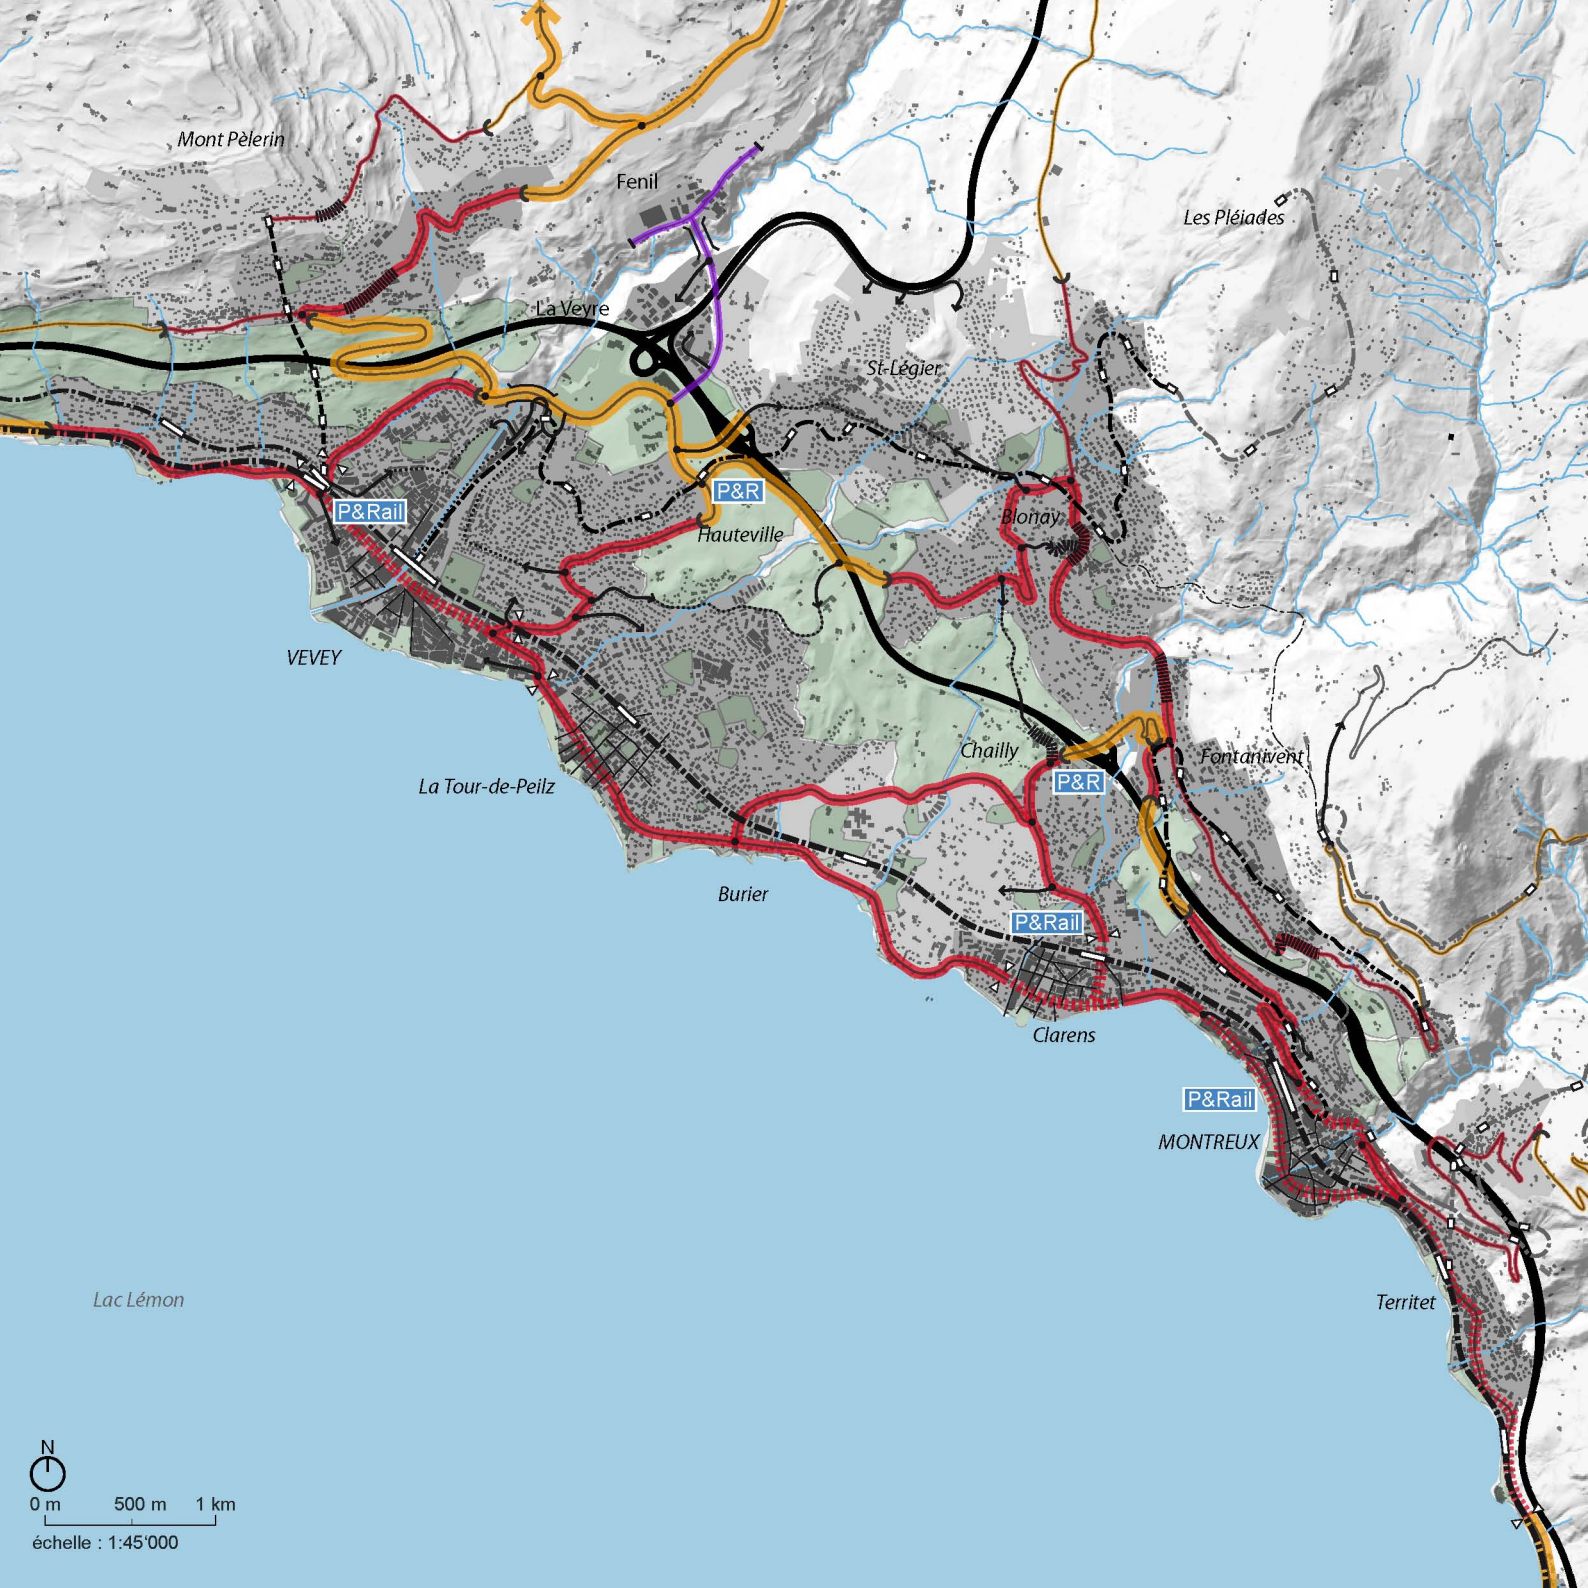 Mont Pèlerin
Fenil
Les Pléiades
La Veyre
St-Légier
P&R
P&Rail
Blonay
Hauteville
VEVEY
Chailly
Fontanivent
P&R
La Tour-de-Peilz
Burier
P&Rail
Clarens
P&Rail
MONTREUX
Lac Lémon
Territet
N
0 m 500 m 1 km
échelle : 1:45'000